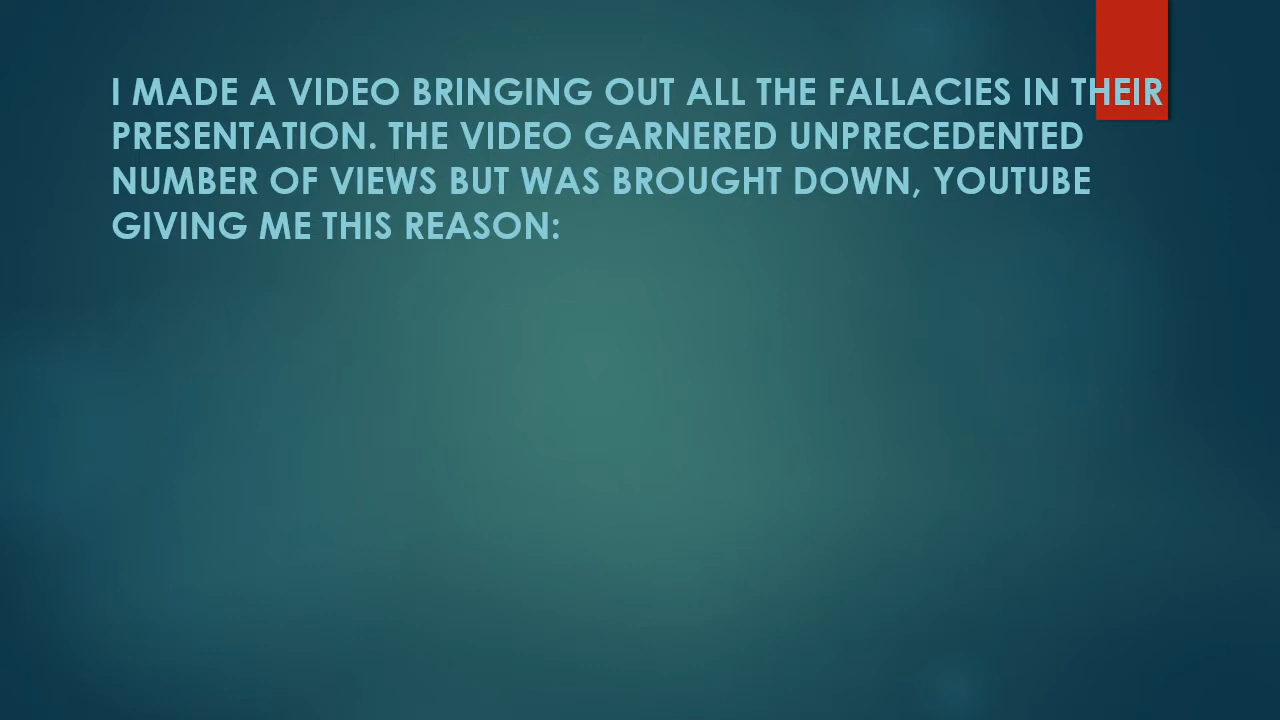 I MADE A VIDEO BRINGING OUT ALL THE FALLACIES IN THEIR
PRESENTATION. THE VIDEO GARNERED UNPRECEDENTED
NUMBER OF VIEWS BUT WAS BROUGHT DOWN, YOUTUBE
GIVING ME THIS REASON: